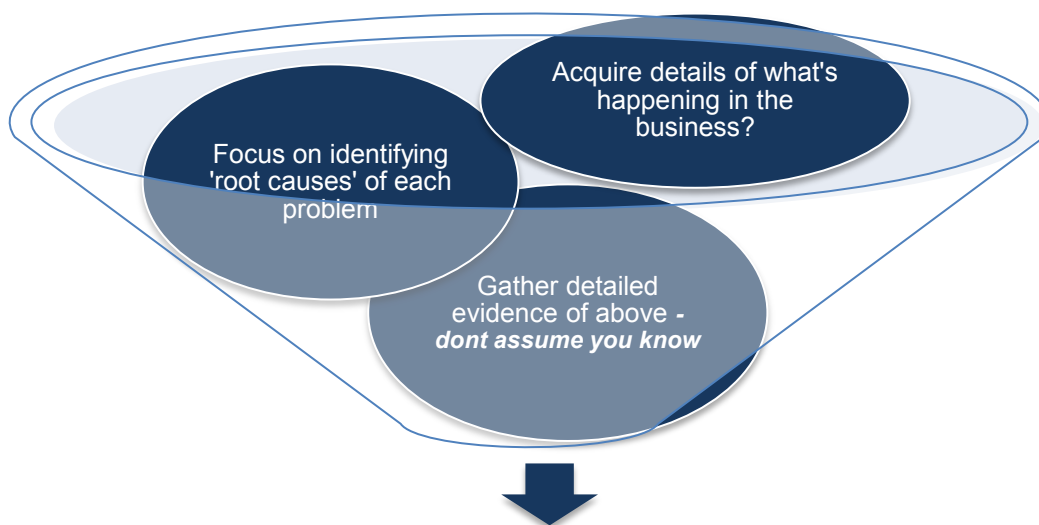 Acquire details of what's
happening in the
business?
Focus on identifying
'root causes' of each
problem
Gather detailed
evidence of above -
dont assume you know